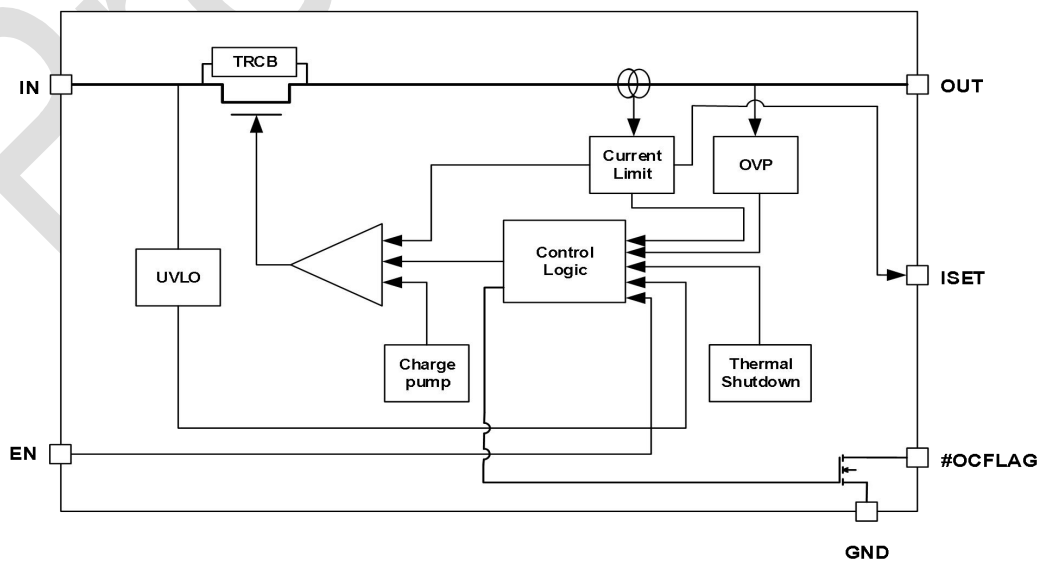 TRCB
IN
OUT
Current
Limit
OVP
Control
Logic
UVLO
ISET
Charge
pump
Thermal
Shutdown
EN
#OCFLAG
GND